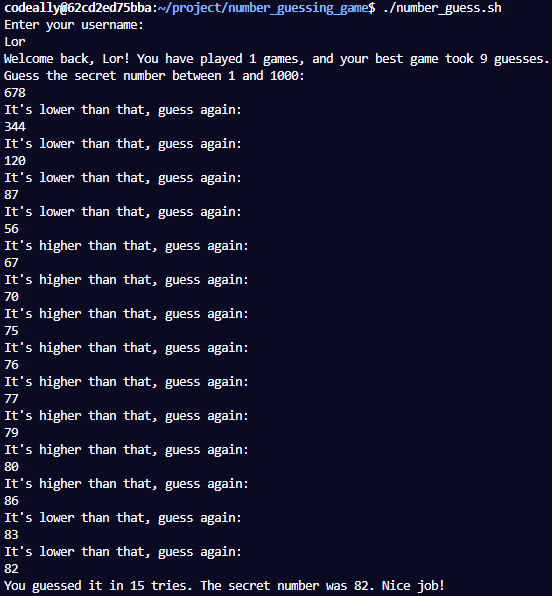 codeally@62cd2ed75bba:~/project/number_guessing_game$ ./number_guess.sh
Enter your username:
Lor
Welcome back, Lor! You have played 1 games, and your best game took 9 guesses.
Guess the secret number between 1 and 1000:
678
It's lower than that, guess again:
344
It's lower than that, guess again:
120
It's lower than that, guess again:
87
It's lower than that, guess again:
56
It's higher than that, guess again:
67
It's higher than that, guess again:
70
It's higher than that, guess again:
75
It's higher than that, guess again:
76
It's higher than that, guess again:
77
It's higher than that, guess again:
79
It's higher than that, guess again:
80
It's higher than that, guess again:
86
It's lower than that, guess again:
83
It's lower than that, guess again:
82
You guessed it in 15 tries. The secret number was 82. Nice job!